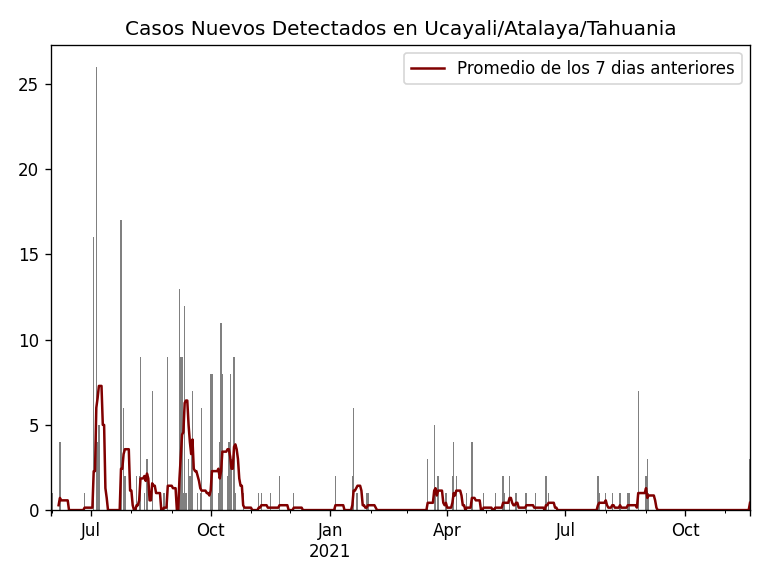 Casos Nuevos Detectados en Ucayali/Atalaya/Tahuania
Promedio de los 7 dias anteriores
25
20
15
10
5
0
Jul Oct Jan Apr Jul Oct
2021